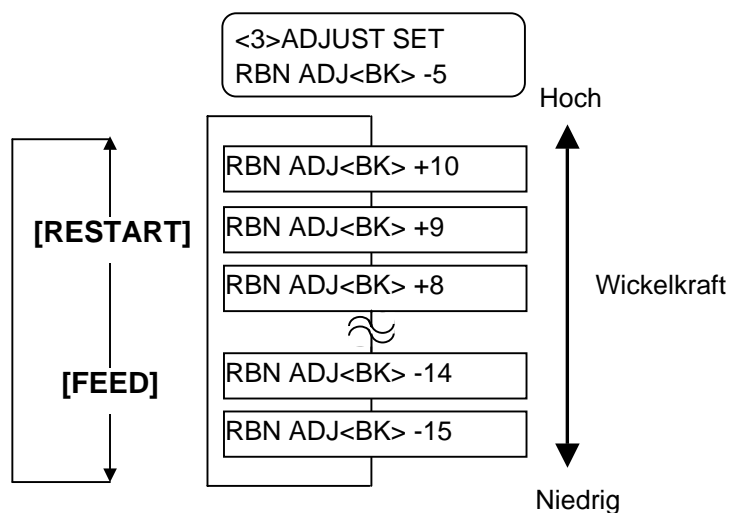 <3>ADJUST SET
RBN ADJ<BK> -5
Hoch
RBN ADJ<BK> +10
[RESTART]
RBN ADJ<BK> +9
RBN ADJ<BK> +8
Wickelkraft
[FEED]
RBN ADJ<BK> -14
RBN ADJ<BK> -15
Niedrig